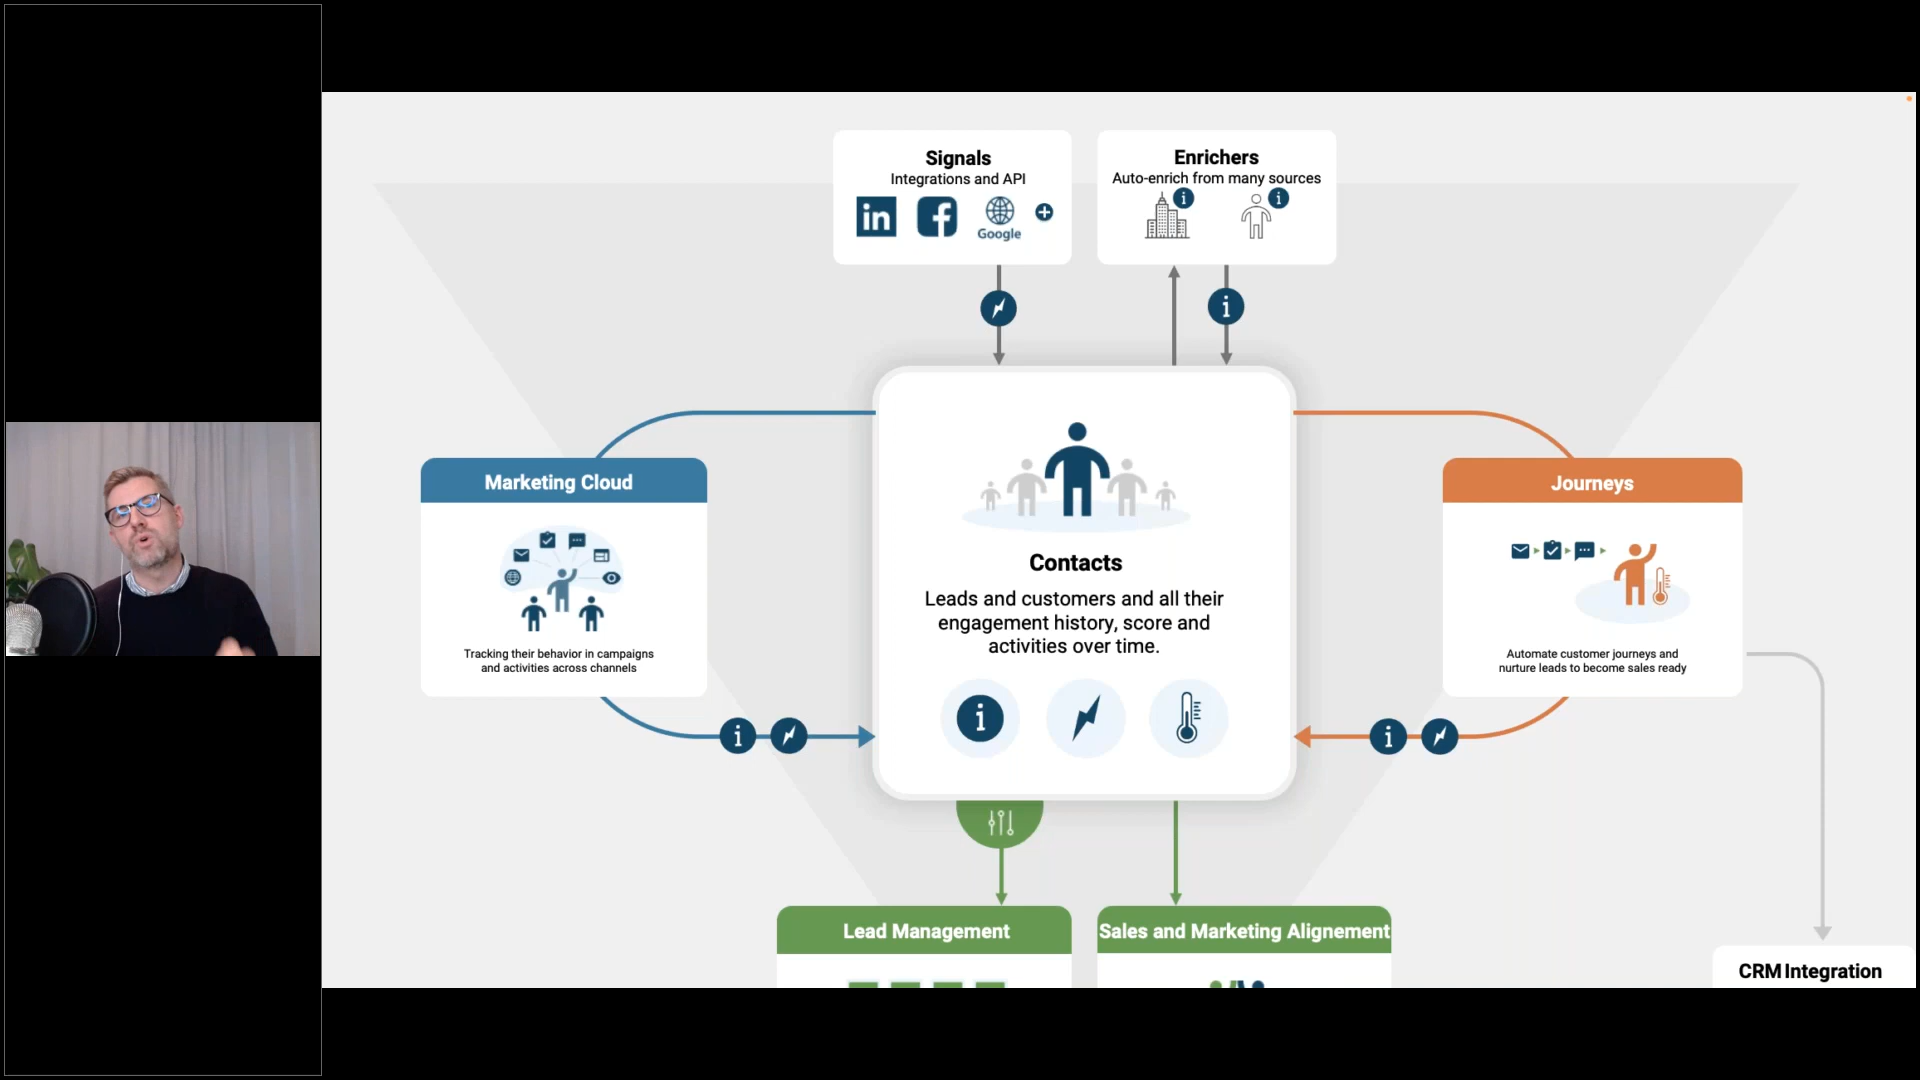 Signals
Integrations and API
in
Google
Enrichers
Auto-enrich from many sources
i
i
i
Marketing Cloud
Tracking their behavior in campaigns
and activities across channels
i
Contacts
Leads and customers and all their
engagement history, score and
activities over time.
i
Journeys
Automate customer journeys and
nurture leads to become sales ready
i
Lead Management
Sales and Marketing Alignement
CRM Integration